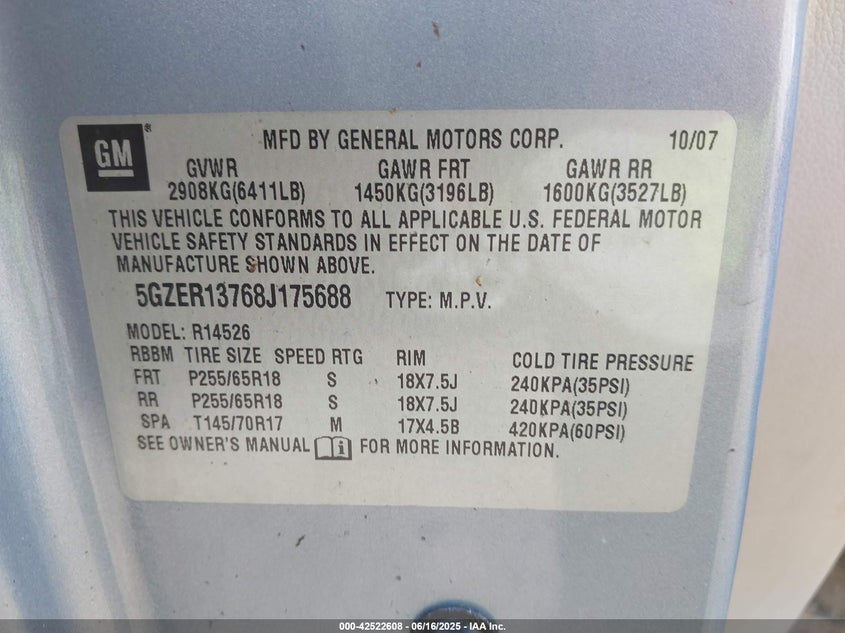 GM ® MFD BY GENERAL MOTORS CORP. 10/07
GVWR GAWR FRT GAWR RR
2908KG(6411LB) 1450KG(3196LB) 1600KG(3527LB)
THIS VEHICLE CONFORMS TO ALL APPLICABLE U.S. FEDERAL MOTOR
VEHICLE SAFETY STANDARDS IN EFFECT ON THE DATE OF
MANUFACTURE SHOWN ABOVE.
5GZER13768J175688 TYPE: M.P.V.
MODEL: R14526
RBBM TIRE SIZE SPEED RTG RIM COLD TIRE PRESSURE
FRT P255/65R18 S 18X7.5J 240KPA(35PSI)
RR P255/65R18 S 18X7.5J 240KPA(35PSI)
SPA T145/70R17 M 17X4.5B 420KPA(60PSI)
SEE OWNER'S MANUAL i FOR MORE INFORMATION.
000-42522608 - 06/16/2025 - IAA Inc.